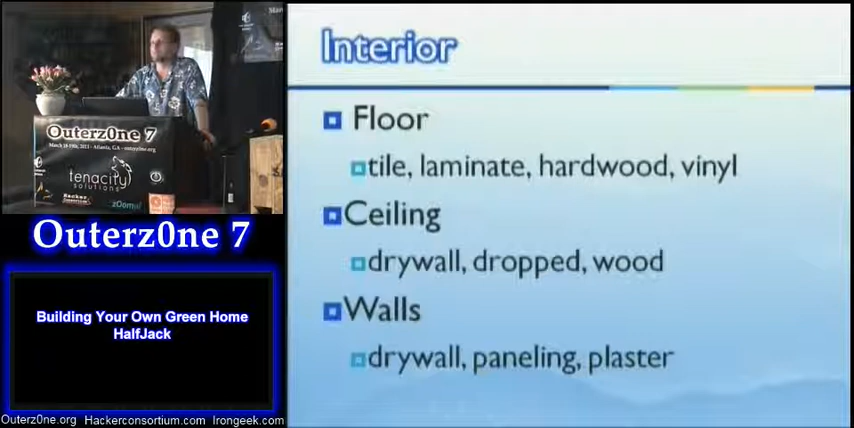 Outerz0ne 7
tenacity
solutions
Hacker
Outerz0ne 7
Building Your Own Green Home
HalfJack
Outerz0ne.org Hackerconsortium.com Irongeek.com
Interior
Floor
tile, laminate, hardwood, vinyl
Ceiling
drywall, dropped, wood
Walls
drywall, paneling, plaster